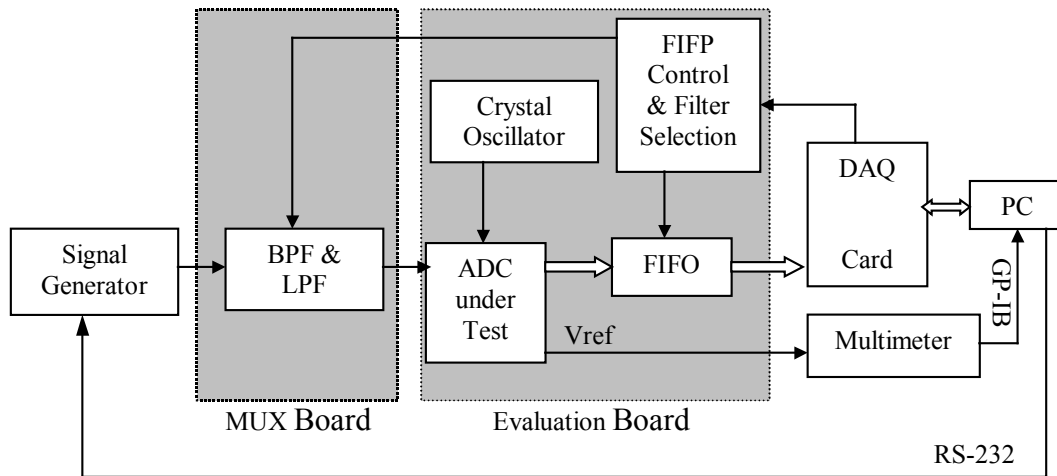 FIFP
Control
& Filter
Selection
Crystal
Oscillator
DAQ
Card
PC
Signal
Generator
BPF &
LPF
ADC
under
Test
FIFO
GP-IB
Vref
Multimeter
MUX Board
Evaluation Board
RS-232